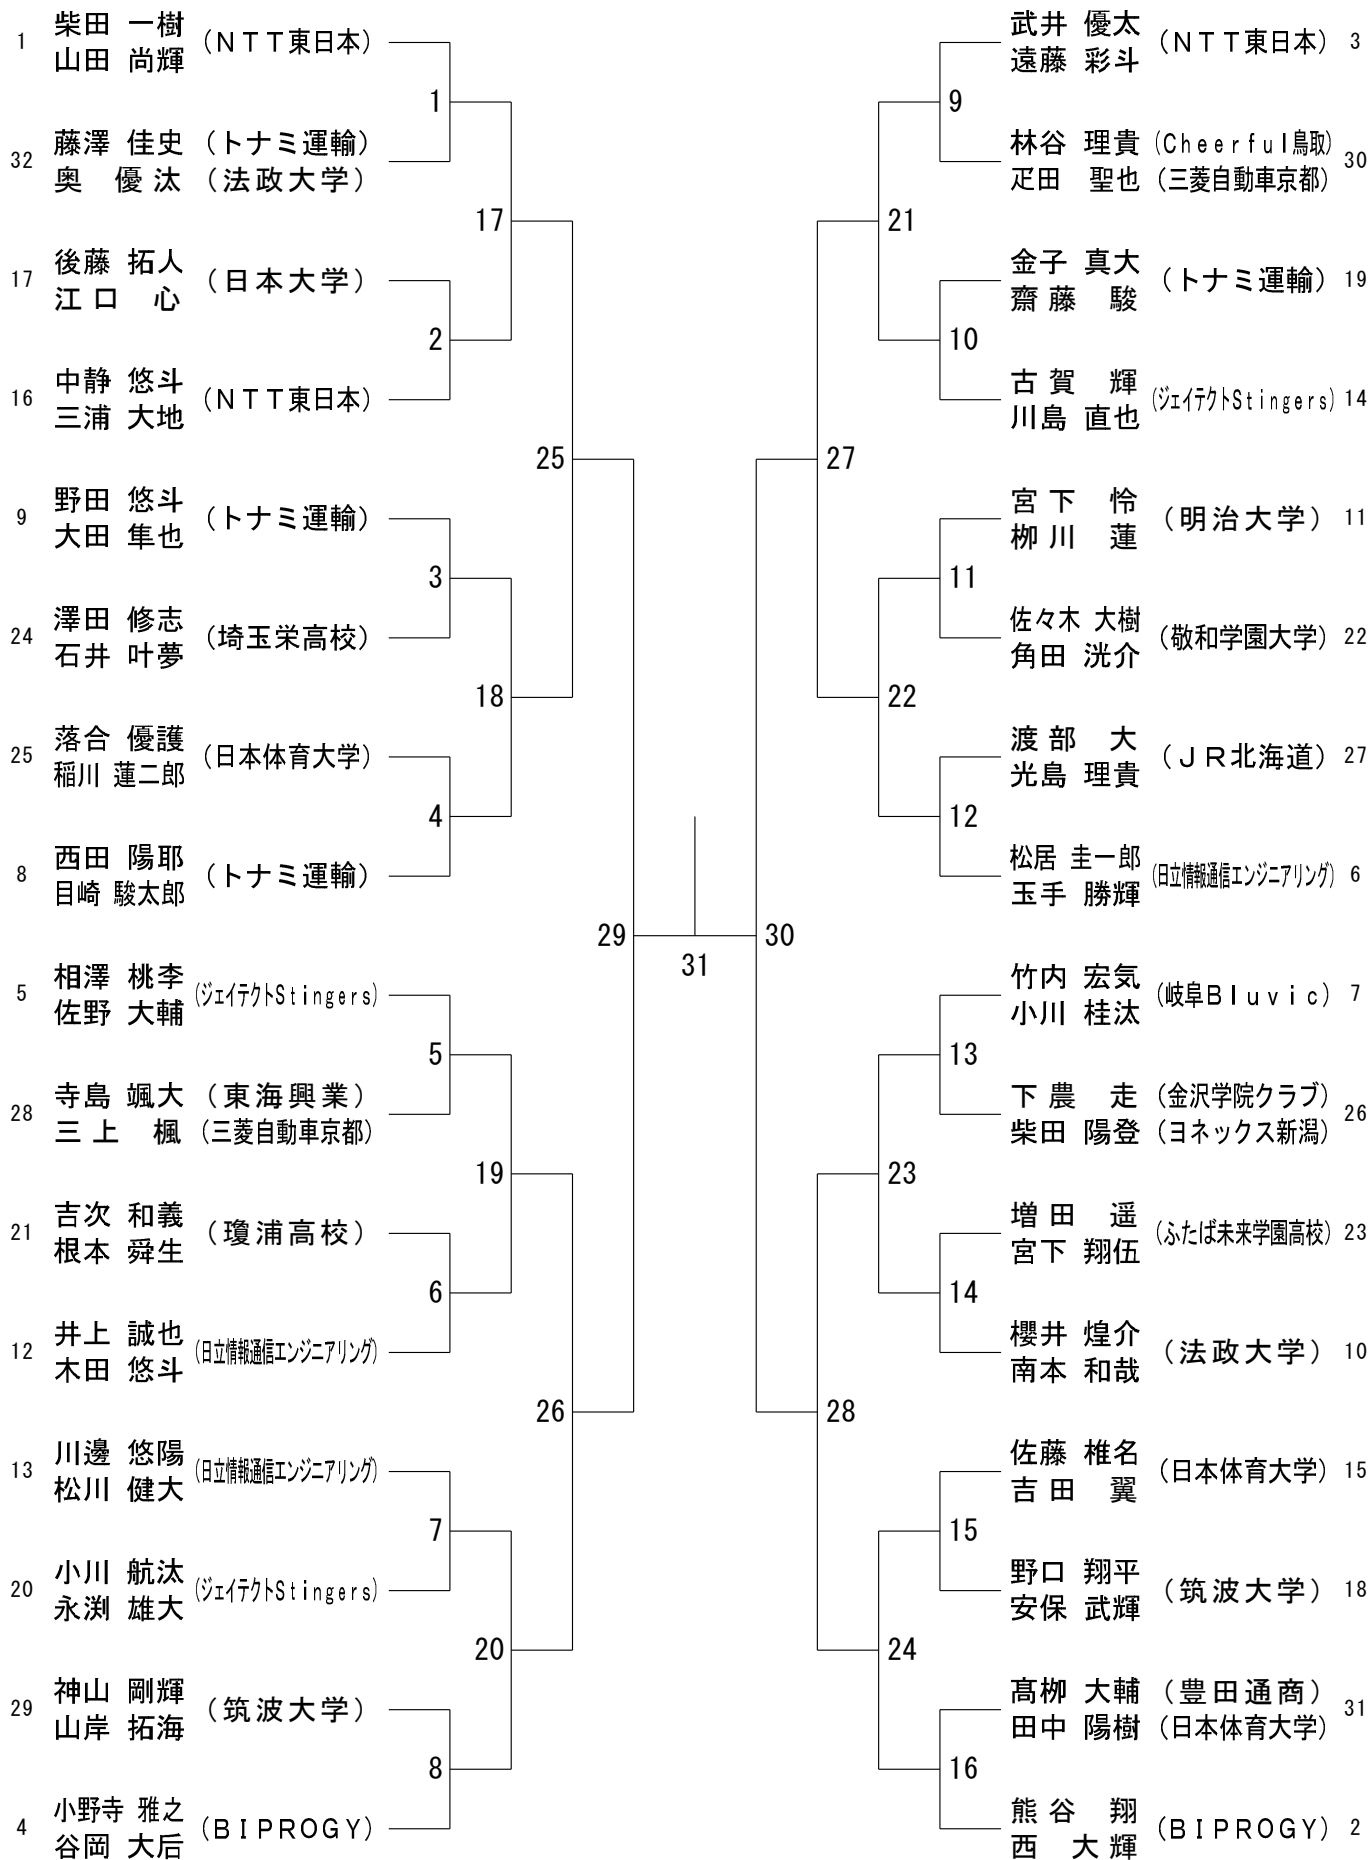 1 柴田 一樹 (ＮＴＴ東日本)
山田 尚輝
1
32 藤澤 佳史 (トナミ運輸)
奥 優汰 (法政大学)
17
17 後藤 拓人 (日本大学)
江口 心
2
16 中静 悠斗 (ＮＴＴ東日本)
三浦 大地
25
9 野田 悠斗 (トナミ運輸)
大田 隼也
3
24 澤田 修志 (埼玉栄高校)
石井 叶夢
18
25 落合 優護 (日本体育大学)
稲川 蓮二郎
4
8 西田 陽耶 (トナミ運輸)
目崎 駿太郎
29
5 相澤 桃李 (ジェイテクトStingers)
佐野 大輔
5
28 寺島 颯大 (東海興業)
三上 楓 (三菱自動車京都)
19
21 吉次 和義 (瓊浦高校)
根本 舜生
6
12 井上 誠也 (日立情報通信エンジニアリング)
木田 悠斗
26
13 川邊 悠陽 (日立情報通信エンジニアリング)
松川 健大
7
20 小川 航汰 (ジェイテクトStingers)
永渕 雄大
20
29 神山 剛輝 (筑波大学)
山岸 拓海
8
4 小野寺 雅之 (ＢＩＰＲＯＧＹ)
谷岡 大后
31
武井 優太 (ＮＴＴ東日本) 3
遠藤 彩斗
9
林谷 理貴 (Cheerful鳥取) 30
疋田 聖也 (三菱自動車京都)
21
金子 真大 (トナミ運輸) 19
齋藤 駿
10
古賀 輝 (ジェイテクトStingers) 14
川島 直也
27
宮下 怜 (明治大学) 11
栁川 蓮
11
佐々木 大樹 (敬和学園大学) 22
角田 洸介
22
渡部 大 (ＪＲ北海道) 27
光島 理貴
12
松居 圭一郎 (日立情報通信エンジニアリング) 6
玉手 勝輝
30
竹内 宏気 (岐阜Ｂｌｕｖｉｃ) 7
小川 桂汰
13
下農 走 (金沢学院クラブ) 26
柴田 陽登 (ヨネックス新潟)
23
増田 遥 (ふたば未来学園高校) 23
宮下 翔伍
14
櫻井 煌介 (法政大学) 10
南本 和哉
28
佐藤 椎名 (日本体育大学) 15
吉田 翼
15
野口 翔平 (筑波大学) 18
安保 武輝
24
髙栁 大輔 (豊田通商) 31
田中 陽樹 (日本体育大学)
16
熊谷 翔 (ＢＩＰＲＯＧＹ) 2
西 大輝